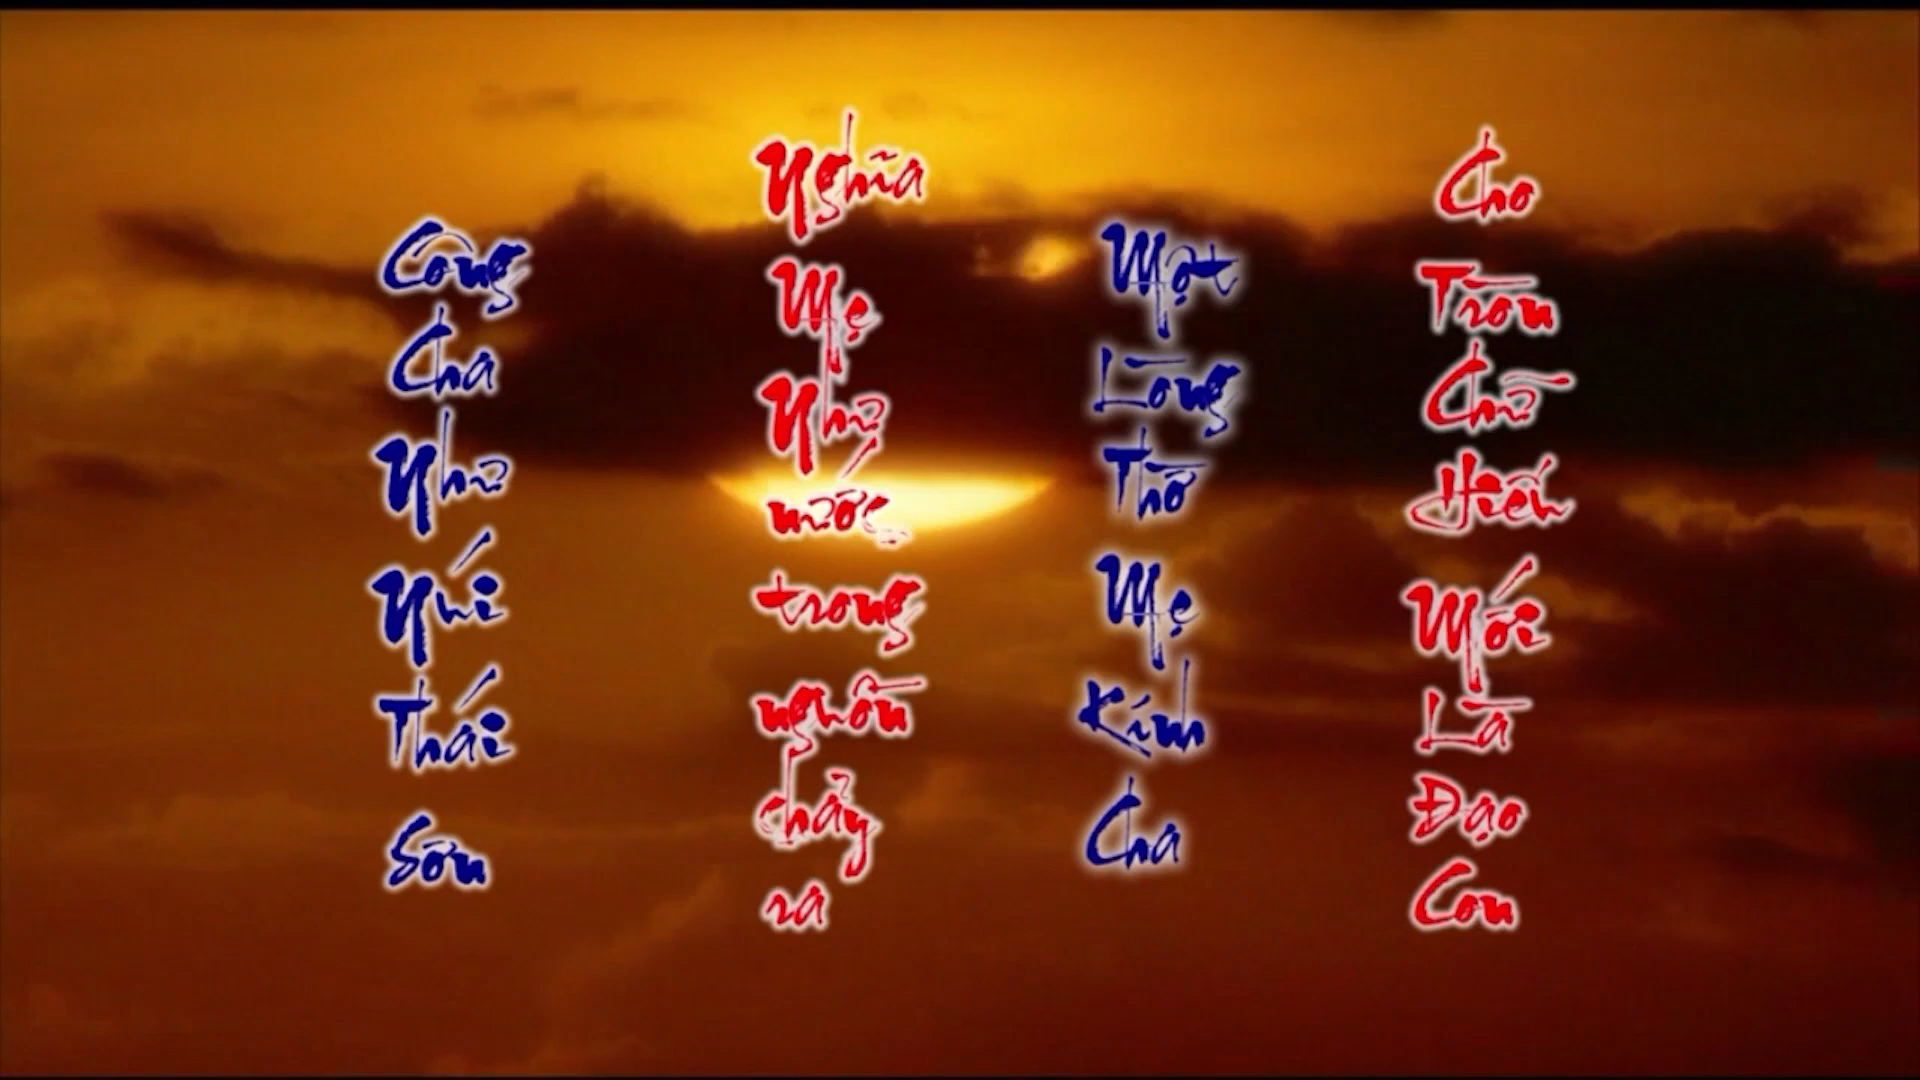 Công Cha Như Núi Thái Sơn
Nghĩa Mẹ Như nước trong nguồn chảy ra
Một Lòng Thờ Mẹ Kính Cha
Cho Tròn Chữ Hiếu Mới Là Đạo Con